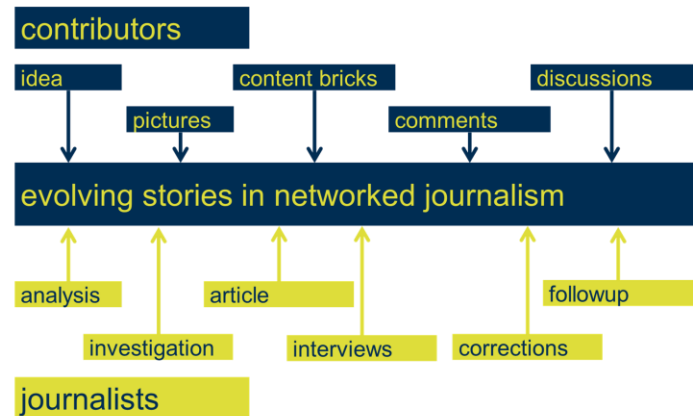 contributors
idea
content bricks
discussions
pictures
comments
evolving stories in networked journalism
analysis
article
followup
investigation
interviews
corrections
journalists